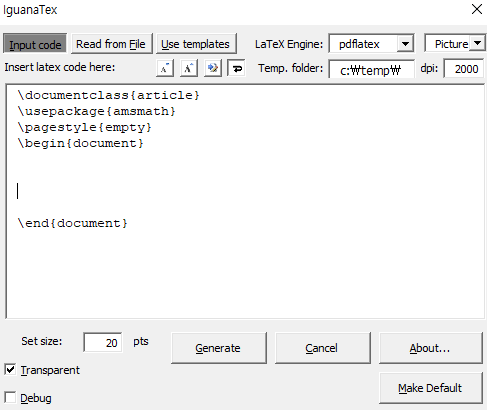 IguanaTex
Input code Read from File Use templates LaTeX Engine: pdflatex Picture
Insert latex code here: Temp. folder: c:₩temp₩ dpi: 2000
\documentclass{article}
\usepackage{amsmath}
\pagestyle{empty}
\begin{document}
\end{document}
Set size: 20 pts Generate Cancel About...
Transparent
Make Default
Debug